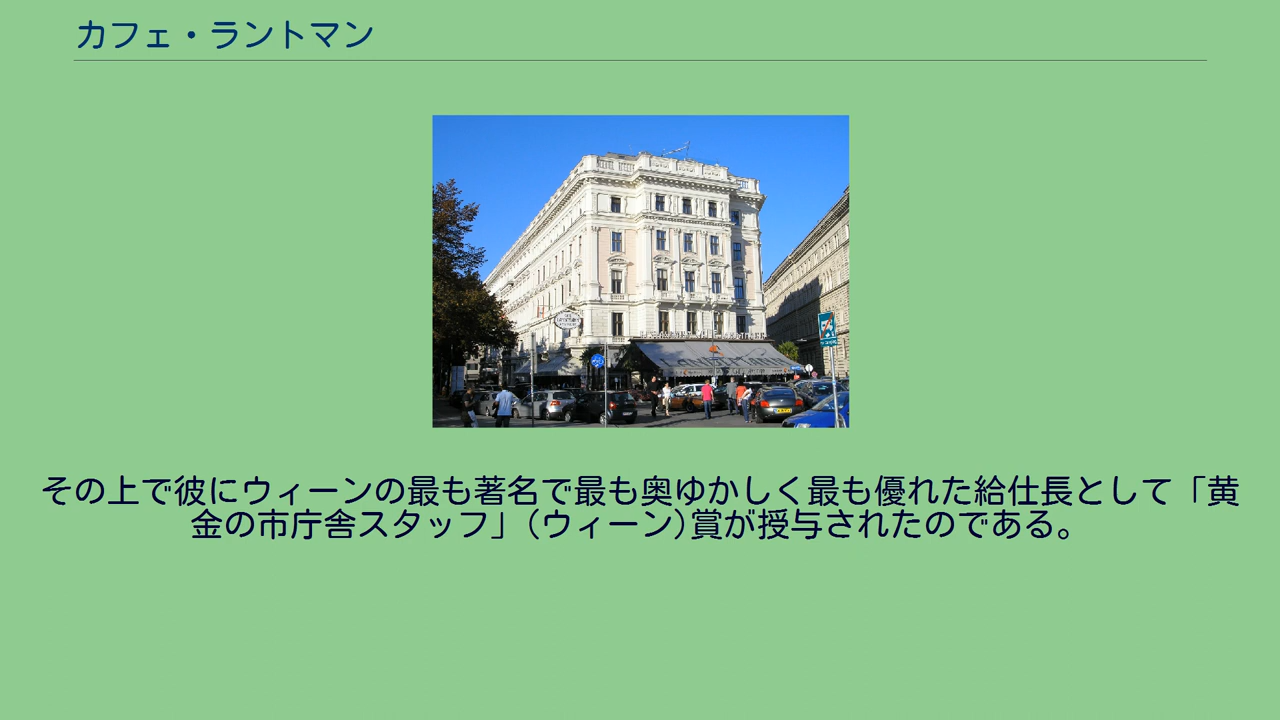 カフェ・ラントマン
Landtmann
その上で彼にウィーンの最も著名で最も奥ゆかしく最も優れた給仕長として「黄
金の市庁舎スタッフ」(ウィーン)賞が授与されたのである。